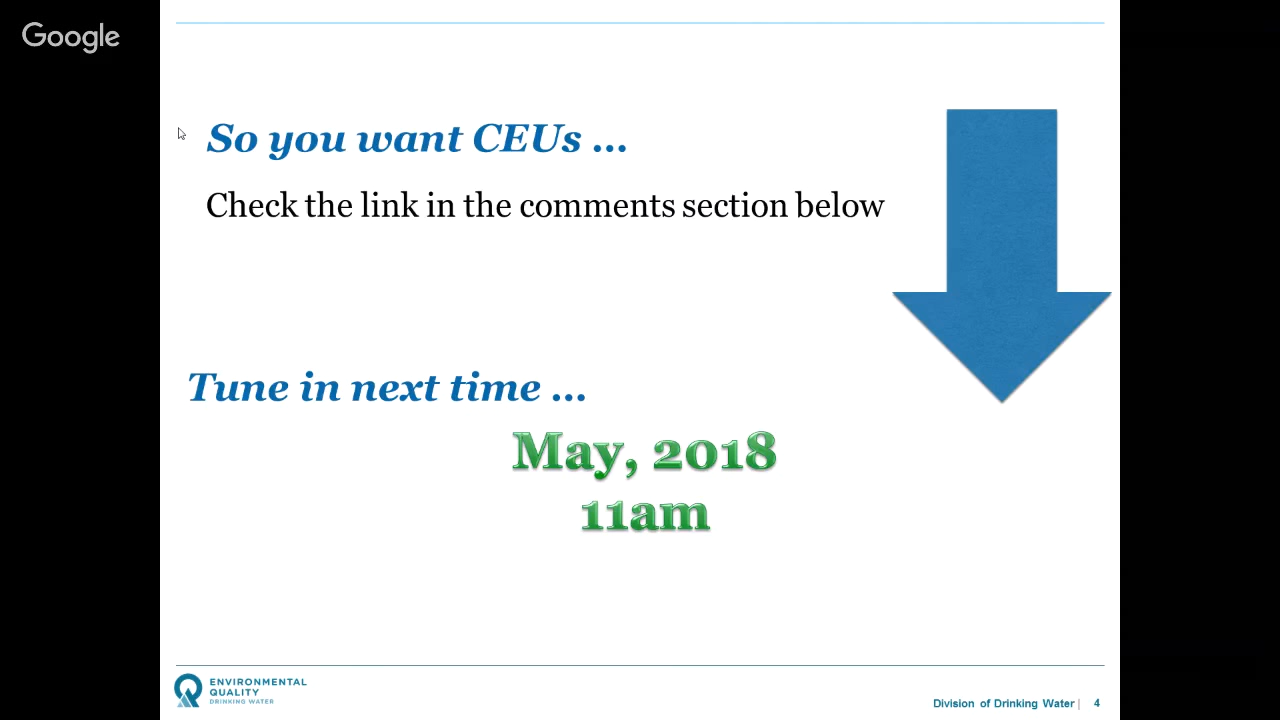 Google
So you want CEUs ...
Check the link in the comments section below
Tune in next time ...
May, 2018
11am
ENVIRONMENTAL
QUALITY
DRINKING WATER
Division of Drinking Water | 4